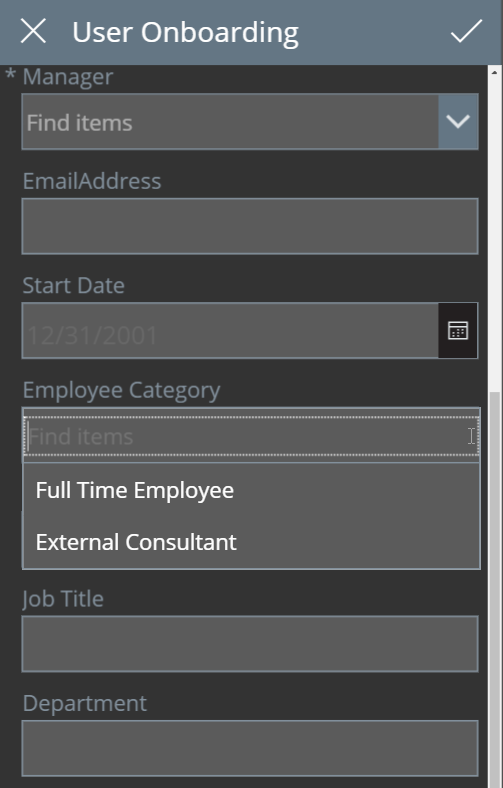 User Onboarding
* Manager
Find items
EmailAddress
Start Date
12/31/2001
Employee Category
Find items
Full Time Employee
External Consultant
Job Title
Department